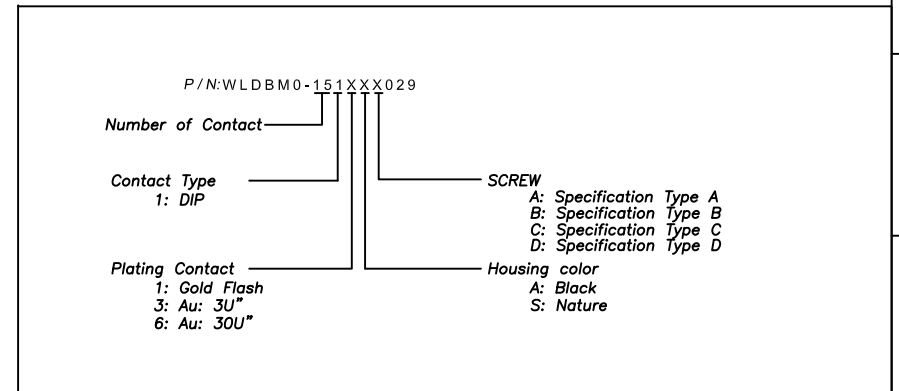 P/N:WLDBM0-151XXX029
Number of Contact
Contact Type
1: DIP
SCREW
A: Specification Type A
B: Specification Type B
C: Specification Type C
D: Specification Type D
Plating Contact
1: Gold Flash
3: Au: 3U"
6: Au: 30U"
Housing color
A: Black
S: Nature